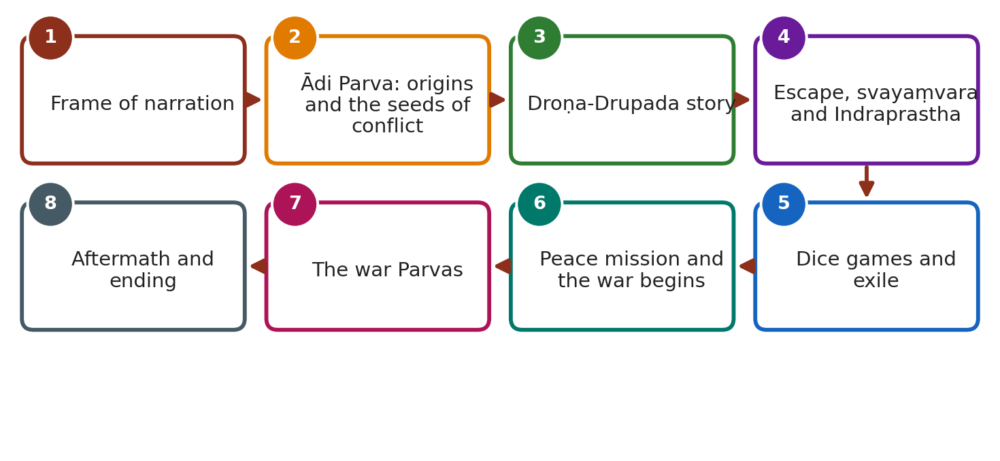 1
Frame of narration
2
Ādi Parva: origins
and the seeds of
conflict
3
Droṇa-Drupada story
4
Escape, svayaṃvara
and Indraprastha
5
Dice games and
exile
6
Peace mission and
the war begins
7
The war Parvas
8
Aftermath and
ending